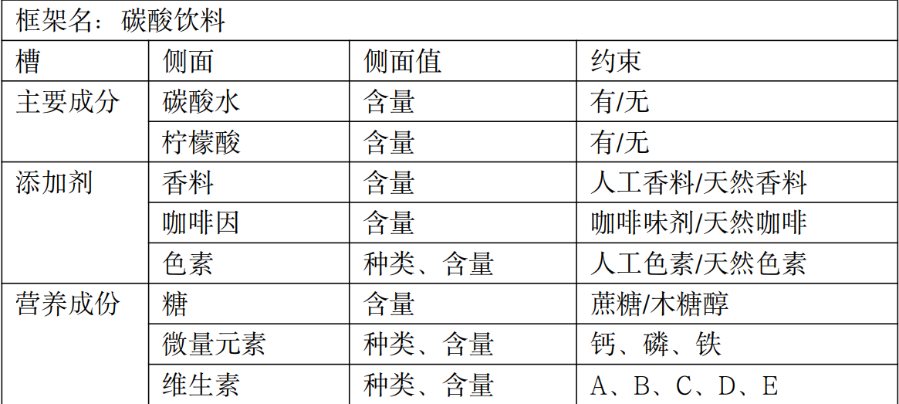 框架名：碳酸饮料
槽 侧面 侧面值 约束
主要成分 碳酸水 含量 有/无
柠檬酸 含量 有/无
添加剂 香料 含量 人工香料/天然香料
咖啡因 含量 咖啡味剂/天然咖啡
色素 种类、含量 人工色素/天然色素
营养成份 糖 含量 蔗糖/木糖醇
微量元素 种类、含量 钙、磷、铁
维生素 种类、含量 A、B、C、D、E